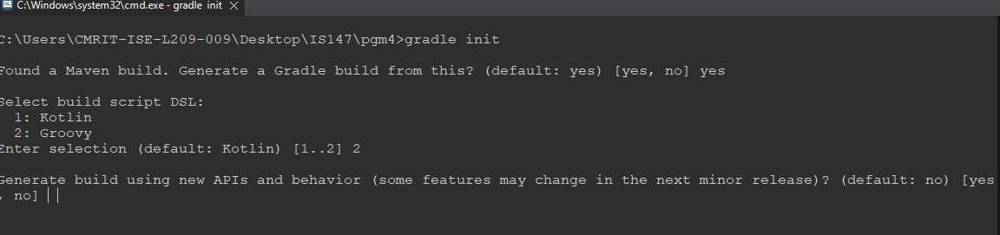 C:\Windows\system32\cmd.exe - gradle init
C:\Users\CMRIT-ISE-L209-009\Desktop\IS147\pgm4>gradle init
Found a Maven build. Generate a Gradle build from this? (default: yes) [yes, no] yes
Select build script DSL:
1: Kotlin
2: Groovy
Enter selection (default: Kotlin) [1..2] 2
Generate build using new APIs and behavior (some features may change in the next minor release)? (default: no) [yes
, no]